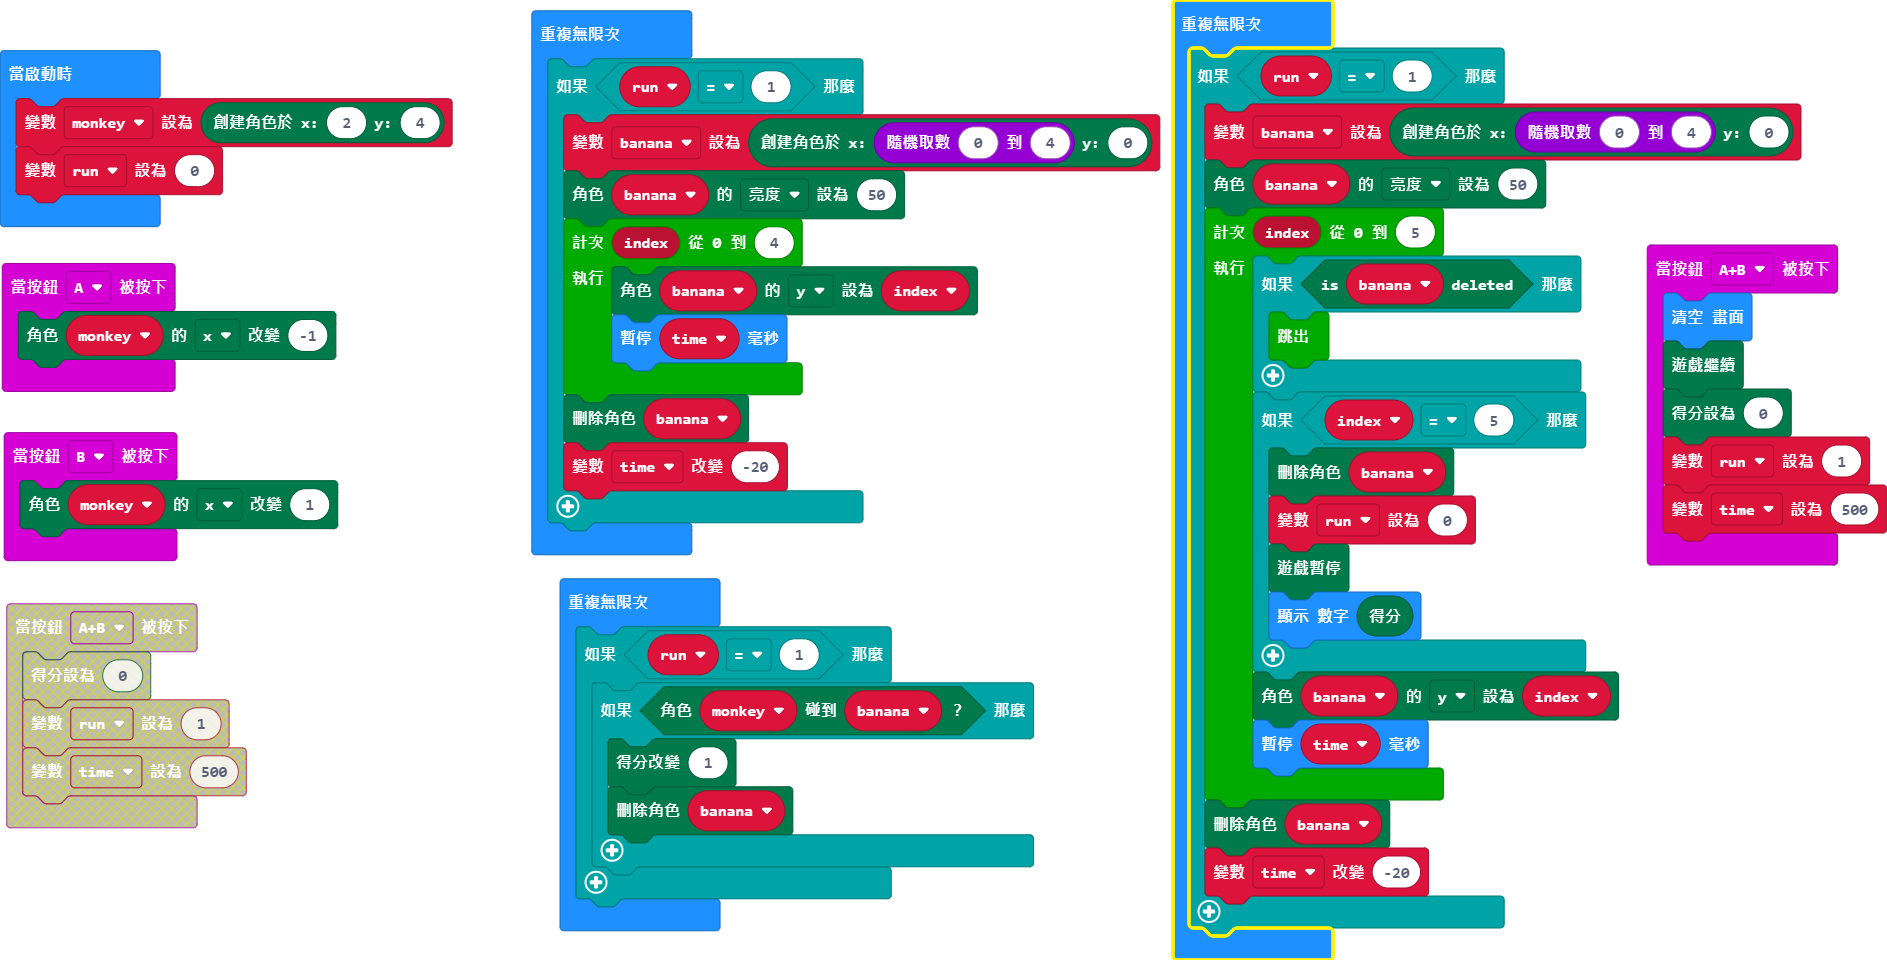 當啟動時
變數 monkey 設為 創建角色於 x: 2 y: 4
變數 run 設為 0
當按鈕 A 被按下
角色 monkey 的 x 改變 -1
當按鈕 B 被按下
角色 monkey 的 x 改變 1
當按鈕 A+B 被按下
得分設為 0
變數 run 設為 1
變數 time 設為 500
重複無限次
如果 run = 1 那麼
變數 banana 設為 創建角色於 x: 隨機取數 0 到 4 y: 0
角色 banana 的 亮度 設為 50
計次 index 從 0 到 4
執行
角色 banana 的 y 設為 index
暫停 time 毫秒
刪除角色 banana
變數 time 改變 -20
重複無限次
如果 run = 1 那麼
如果 角色 monkey 碰到 banana ? 那麼
得分改變 1
刪除角色 banana
重複無限次
如果 run = 1 那麼
變數 banana 設為 創建角色於 x: 隨機取數 0 到 4 y: 0
角色 banana 的 亮度 設為 50
計次 index 從 0 到 5
執行
如果 is banana deleted 那麼
跳出
如果 index = 5 那麼
刪除角色 banana
變數 run 設為 0
遊戲暫停
顯示 數字 得分
角色 banana 的 y 設為 index
暫停 time 毫秒
刪除角色 banana
變數 time 改變 -20
當按鈕 A+B 被按下
清空 畫面
遊戲繼續
得分設為 0
變數 run 設為 1
變數 time 設為 500